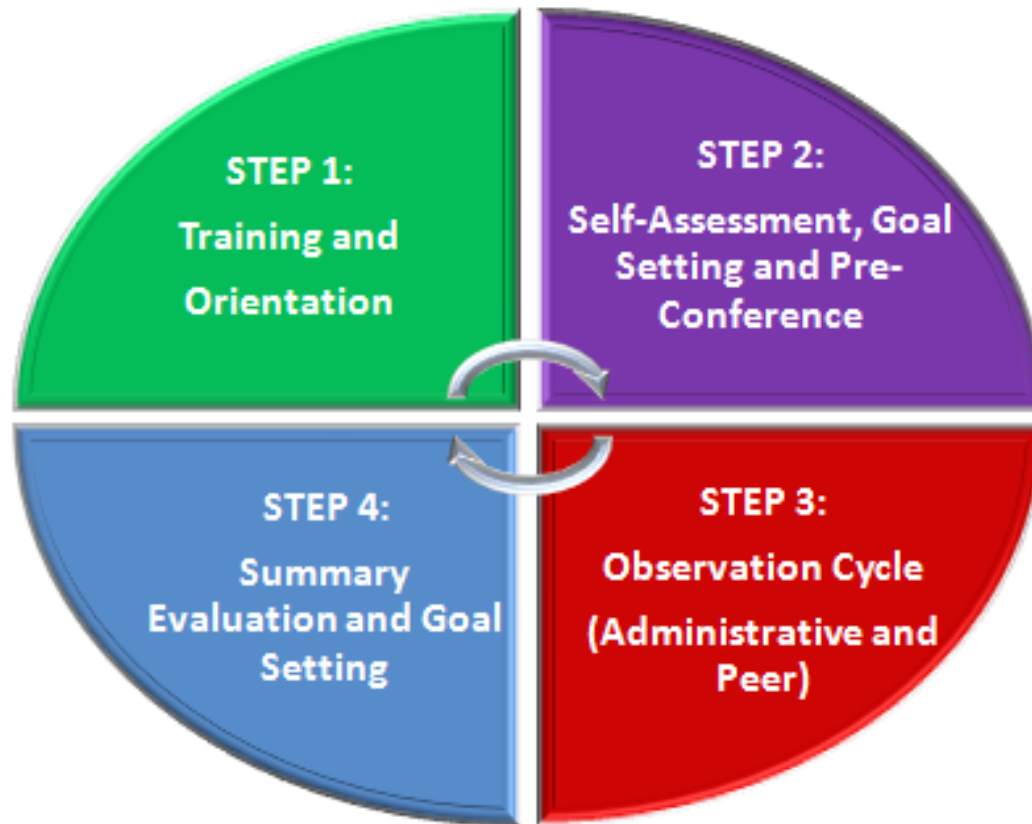 STEP 1:
Training and
Orientation
STEP 2:
Self-Assessment, Goal
Setting and Pre-
Conference
STEP 3:
Observation Cycle
(Administrative and
Peer)
STEP 4:
Summary
Evaluation and Goal
Setting